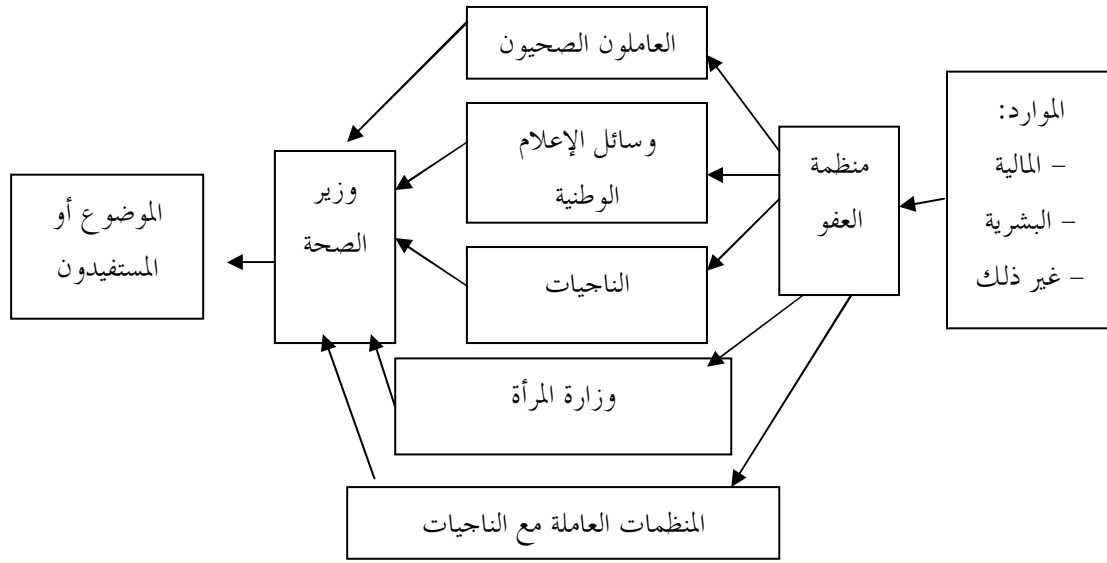 الموارد:
– المالية
– البشرية
– غير ذلك
منظمة
العفو
العاملون الصحيون
وسائل الإعلام
الوطنية
الناجيات
وزارة المرأة
المنظمات العاملة مع الناجيات
وزير
الصحة
الموضوع أو
المستفيدون